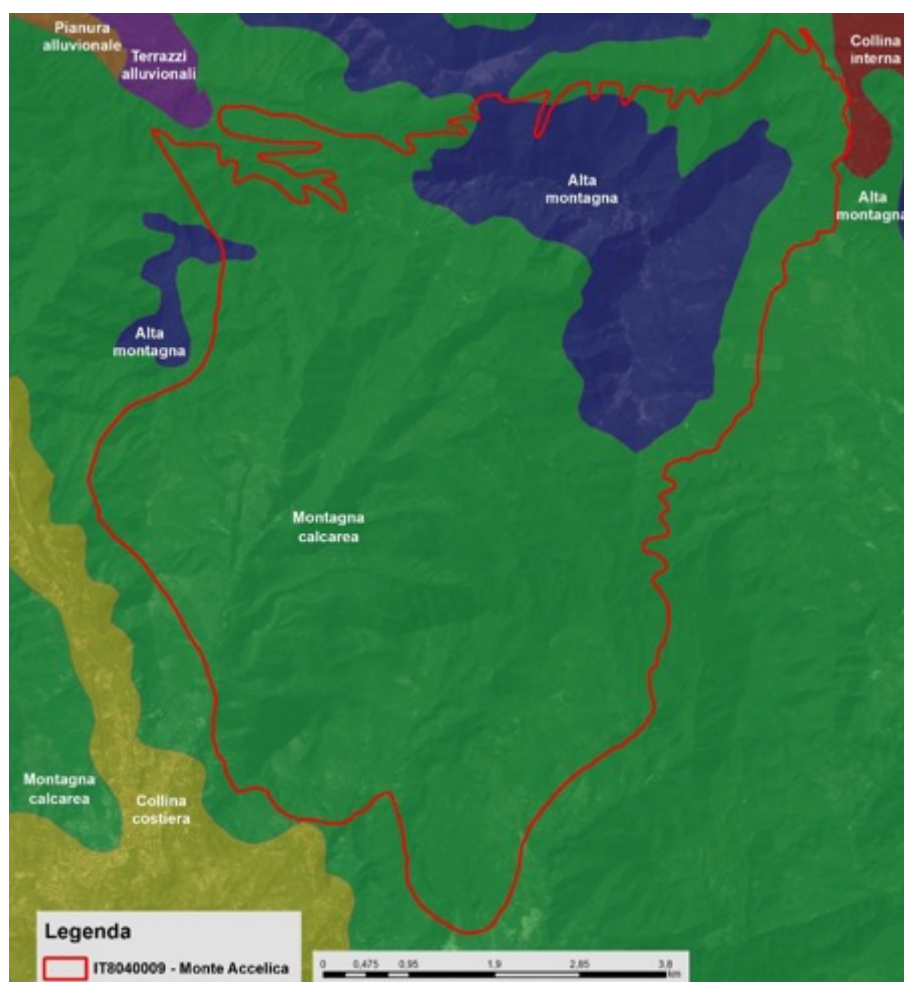 Pianura
alluvionale
Terrazzi
alluvionali
Collina
interna
Alta
montagna
Alta
montagna
Alta
montagna
Montagna
calcarea
Montagna
calcarea
Collina
costiera
Legenda
IT8040009 - Monte Accelica
0 0,475 0,95 1,9 2,85 3,8
km